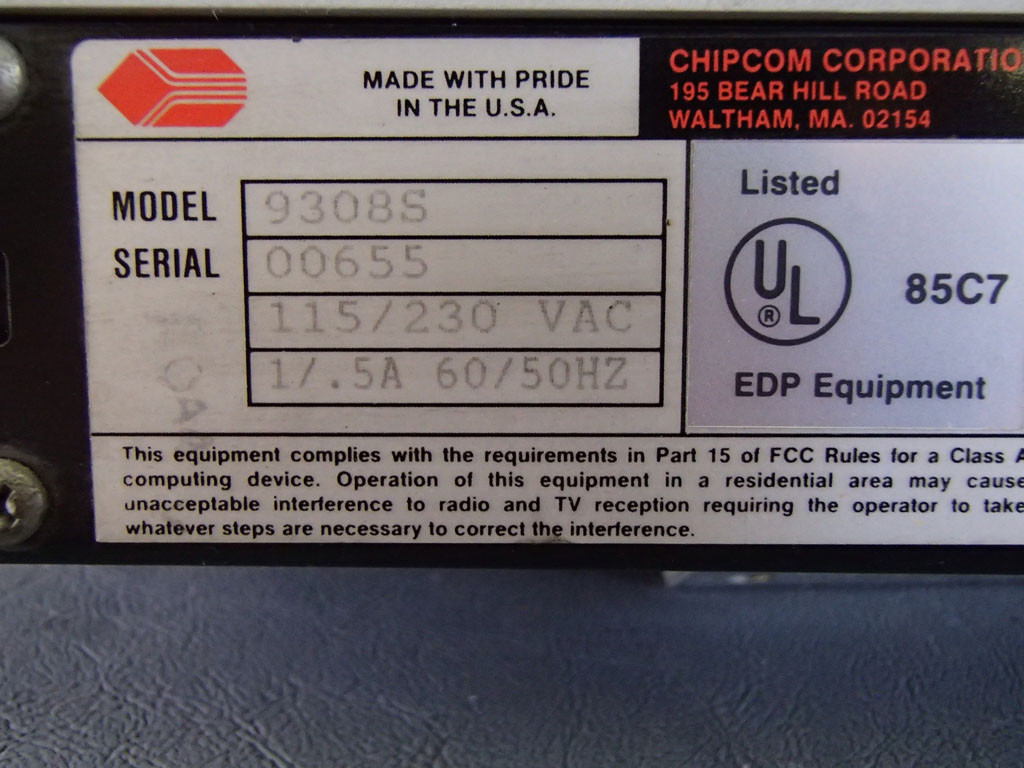 MADE WITH PRIDE
IN THE U.S.A.
CHIPCOM CORPORATIO
195 BEAR HILL ROAD
WALTHAM, MA. 02154
MODEL 9308S
SERIAL 00655
115/230 VAC
1/.5A 60/50HZ
Listed
UL ®
85C7
EDP Equipment
This equipment complies with the requirements in Part 15 of FCC Rules for a Class A
computing device. Operation of this equipment in a residential area may cause
unacceptable interference to radio and TV reception requiring the operator to take
whatever steps are necessary to correct the interference.